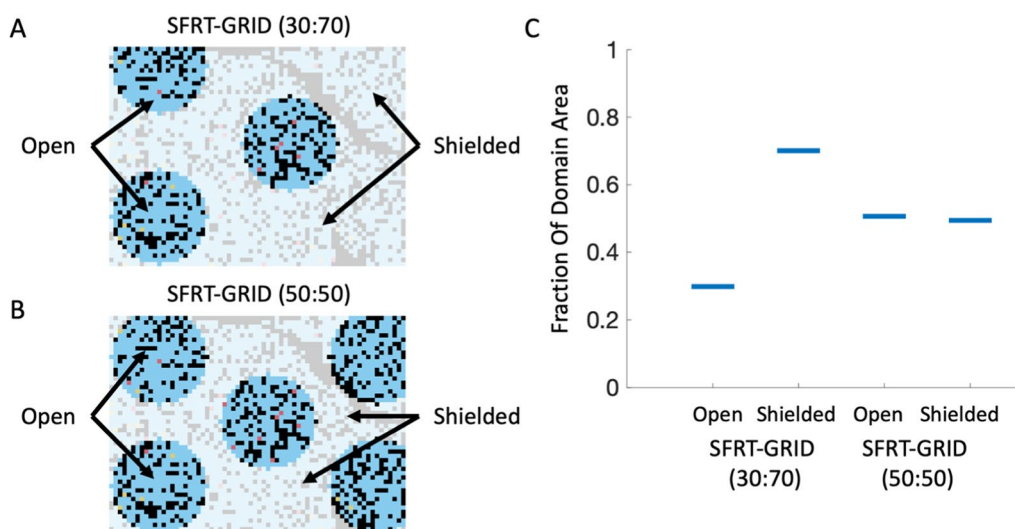 A
SFRT-GRID (30:70)
Open
Shielded
B
SFRT-GRID (50:50)
Open
Shielded
C
Fraction Of Domain Area
1
0.8
0.6
0.4
0.2
0
Open Shielded Open Shielded
SFRT-GRID SFRT-GRID
(30:70) (50:50)